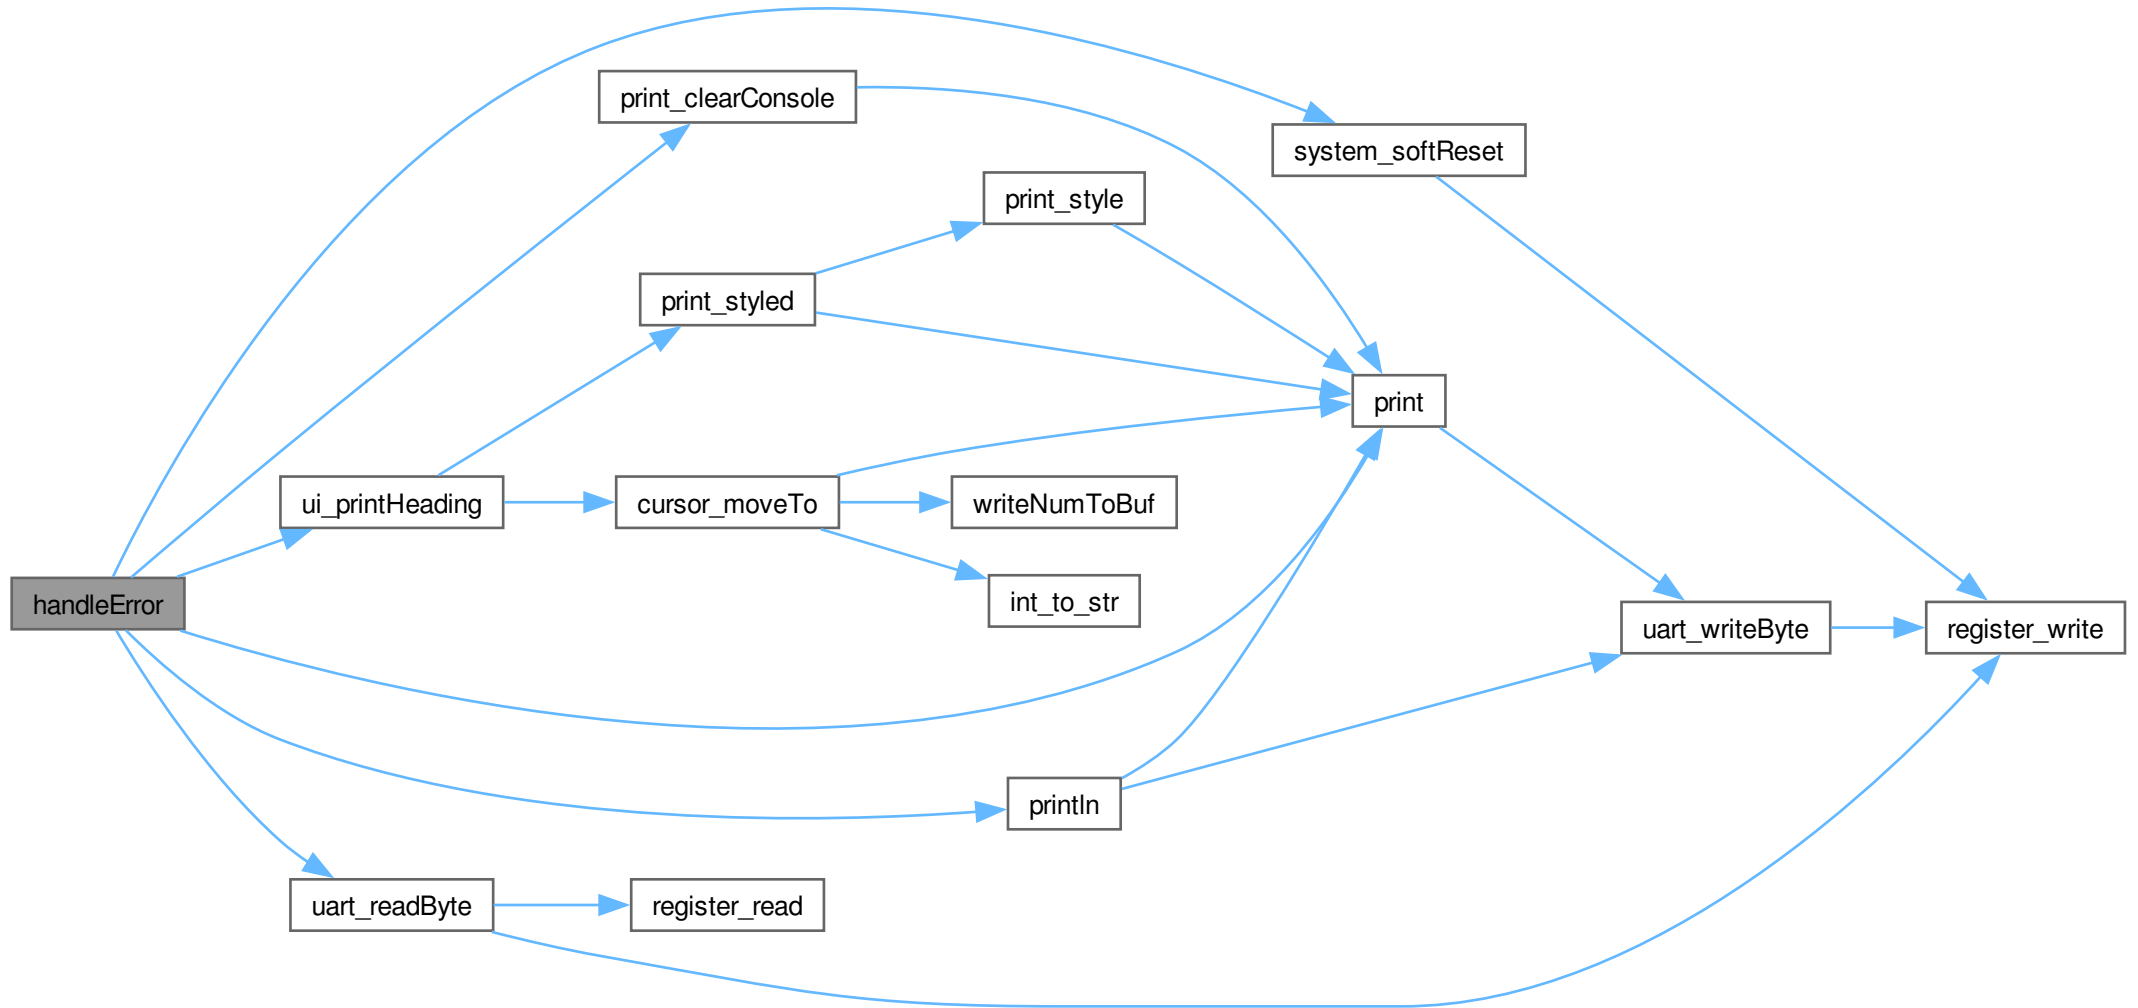 print_clearConsole
system_softReset
print_style
print_styled
print
ui_printHeading
cursor_moveTo
writeNumToBuf
int_to_str
handleError
uart_writeByte
register_write
println
uart_readByte
register_read